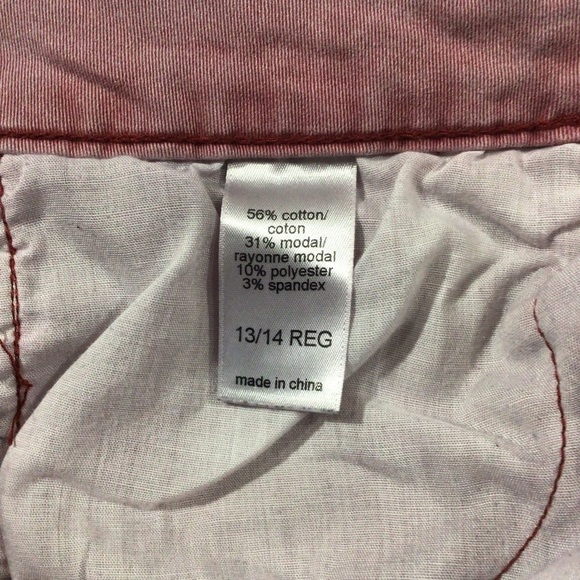 56% cotton/
coton
31% modal/
rayonne modal
10% polyester
3% spandex
13/14 REG
made in china